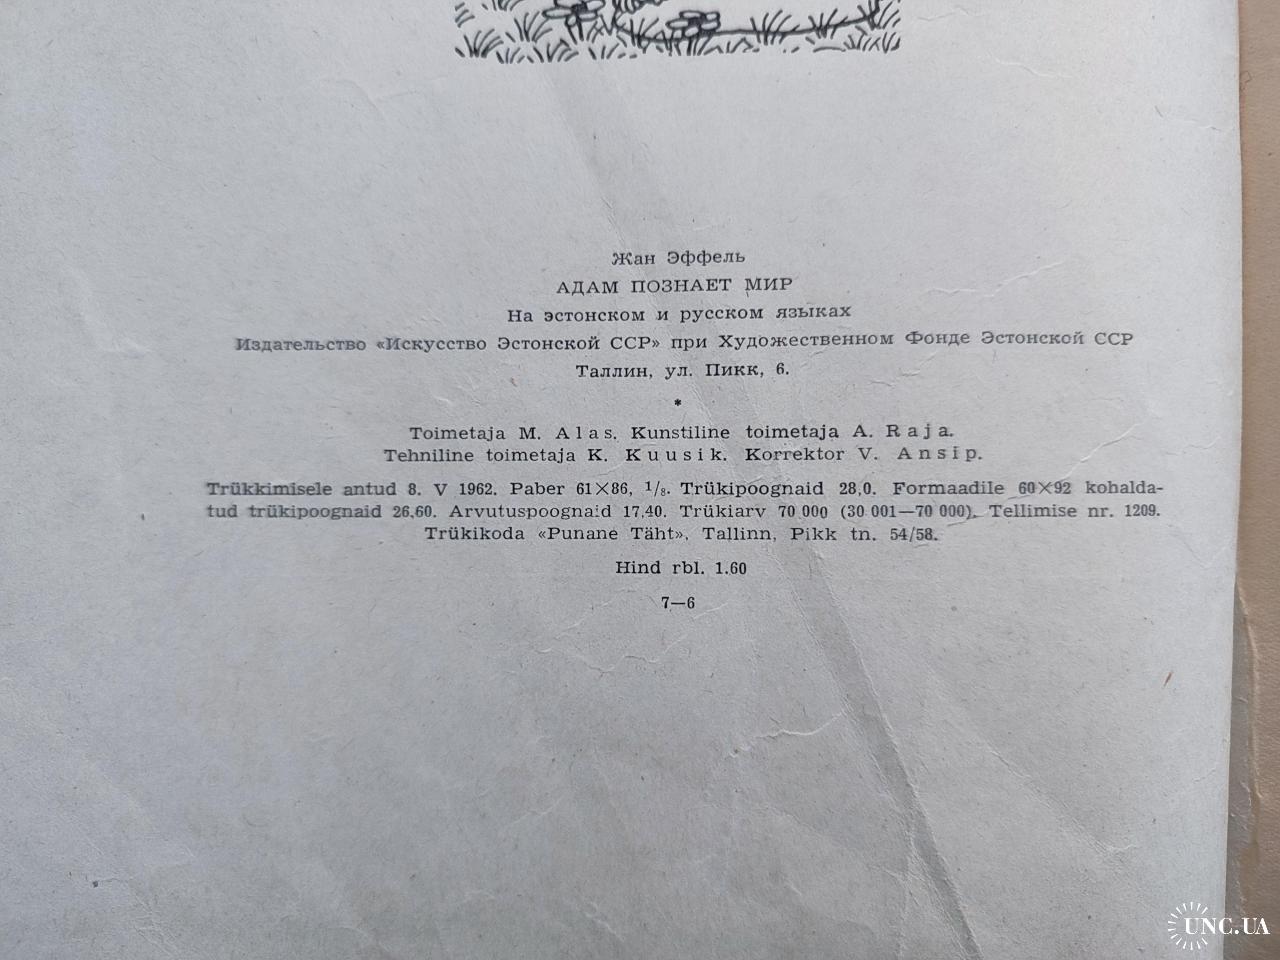 Жан Эффель
АДАМ ПОЗНАЕТ МИР
На эстонском и русском языках
Издательство «Искусство Эстонской ССР» при Художественном Фонде Эстонской ССР
Таллин, ул. Пикк, 6.
*
Toimetaja M. Alas. Kunstiline toimetaja A. Raja.
Tehniline toimetaja K. Kuusik. Korrektor V. Ansip.
Trükkimisele antud 8. V 1962. Paber 61×86, 1/8. Trükipoognaid 28,0. Formaadile 60×92 kohalda-
tud trükipoognaid 26,60. Arvutuspoognaid 17,40. Trükiarv 70 000 (30 001—70 000). Tellimise nr. 1209.
Trükikoda «Punane Täht», Tallinn, Pikk tn. 54/58.
Hind rbl. 1.60
7—6
UNC.UA